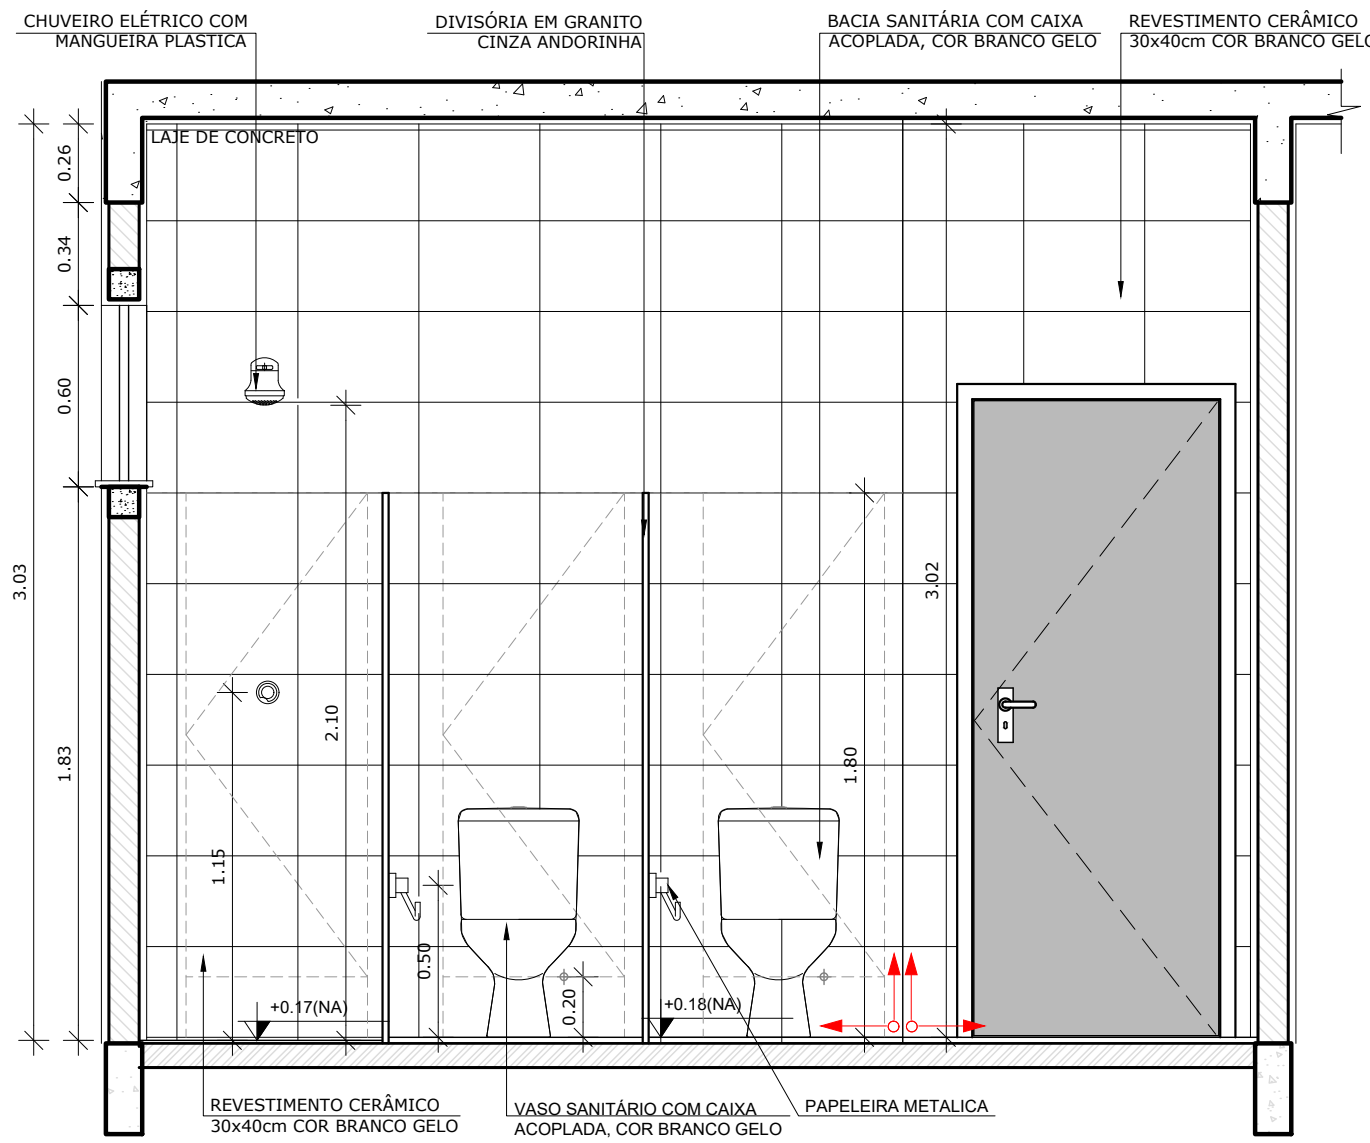 CHUVEIRO ELÉTRICO COM
MANGUEIRA PLASTICA
DIVISÓRIA EM GRANITO
CINZA ANDORINHA
BACIA SANITÁRIA COM CAIXA
ACOPLADA, COR BRANCO GELO
REVESTIMENTO CERÂMICO
30x40cm COR BRANCO GELO
LAJE DE CONCRETO
0.26
0.34
0.60
3.03
1.83
3.02
2.10
1.80
1.15
0.50
0.20
+0.17(NA)
+0.18(NA)
REVESTIMENTO CERÂMICO
30x40cm COR BRANCO GELO
VASO SANITÁRIO COM CAIXA
ACOPLADA, COR BRANCO GELO
PAPELEIRA METALICA